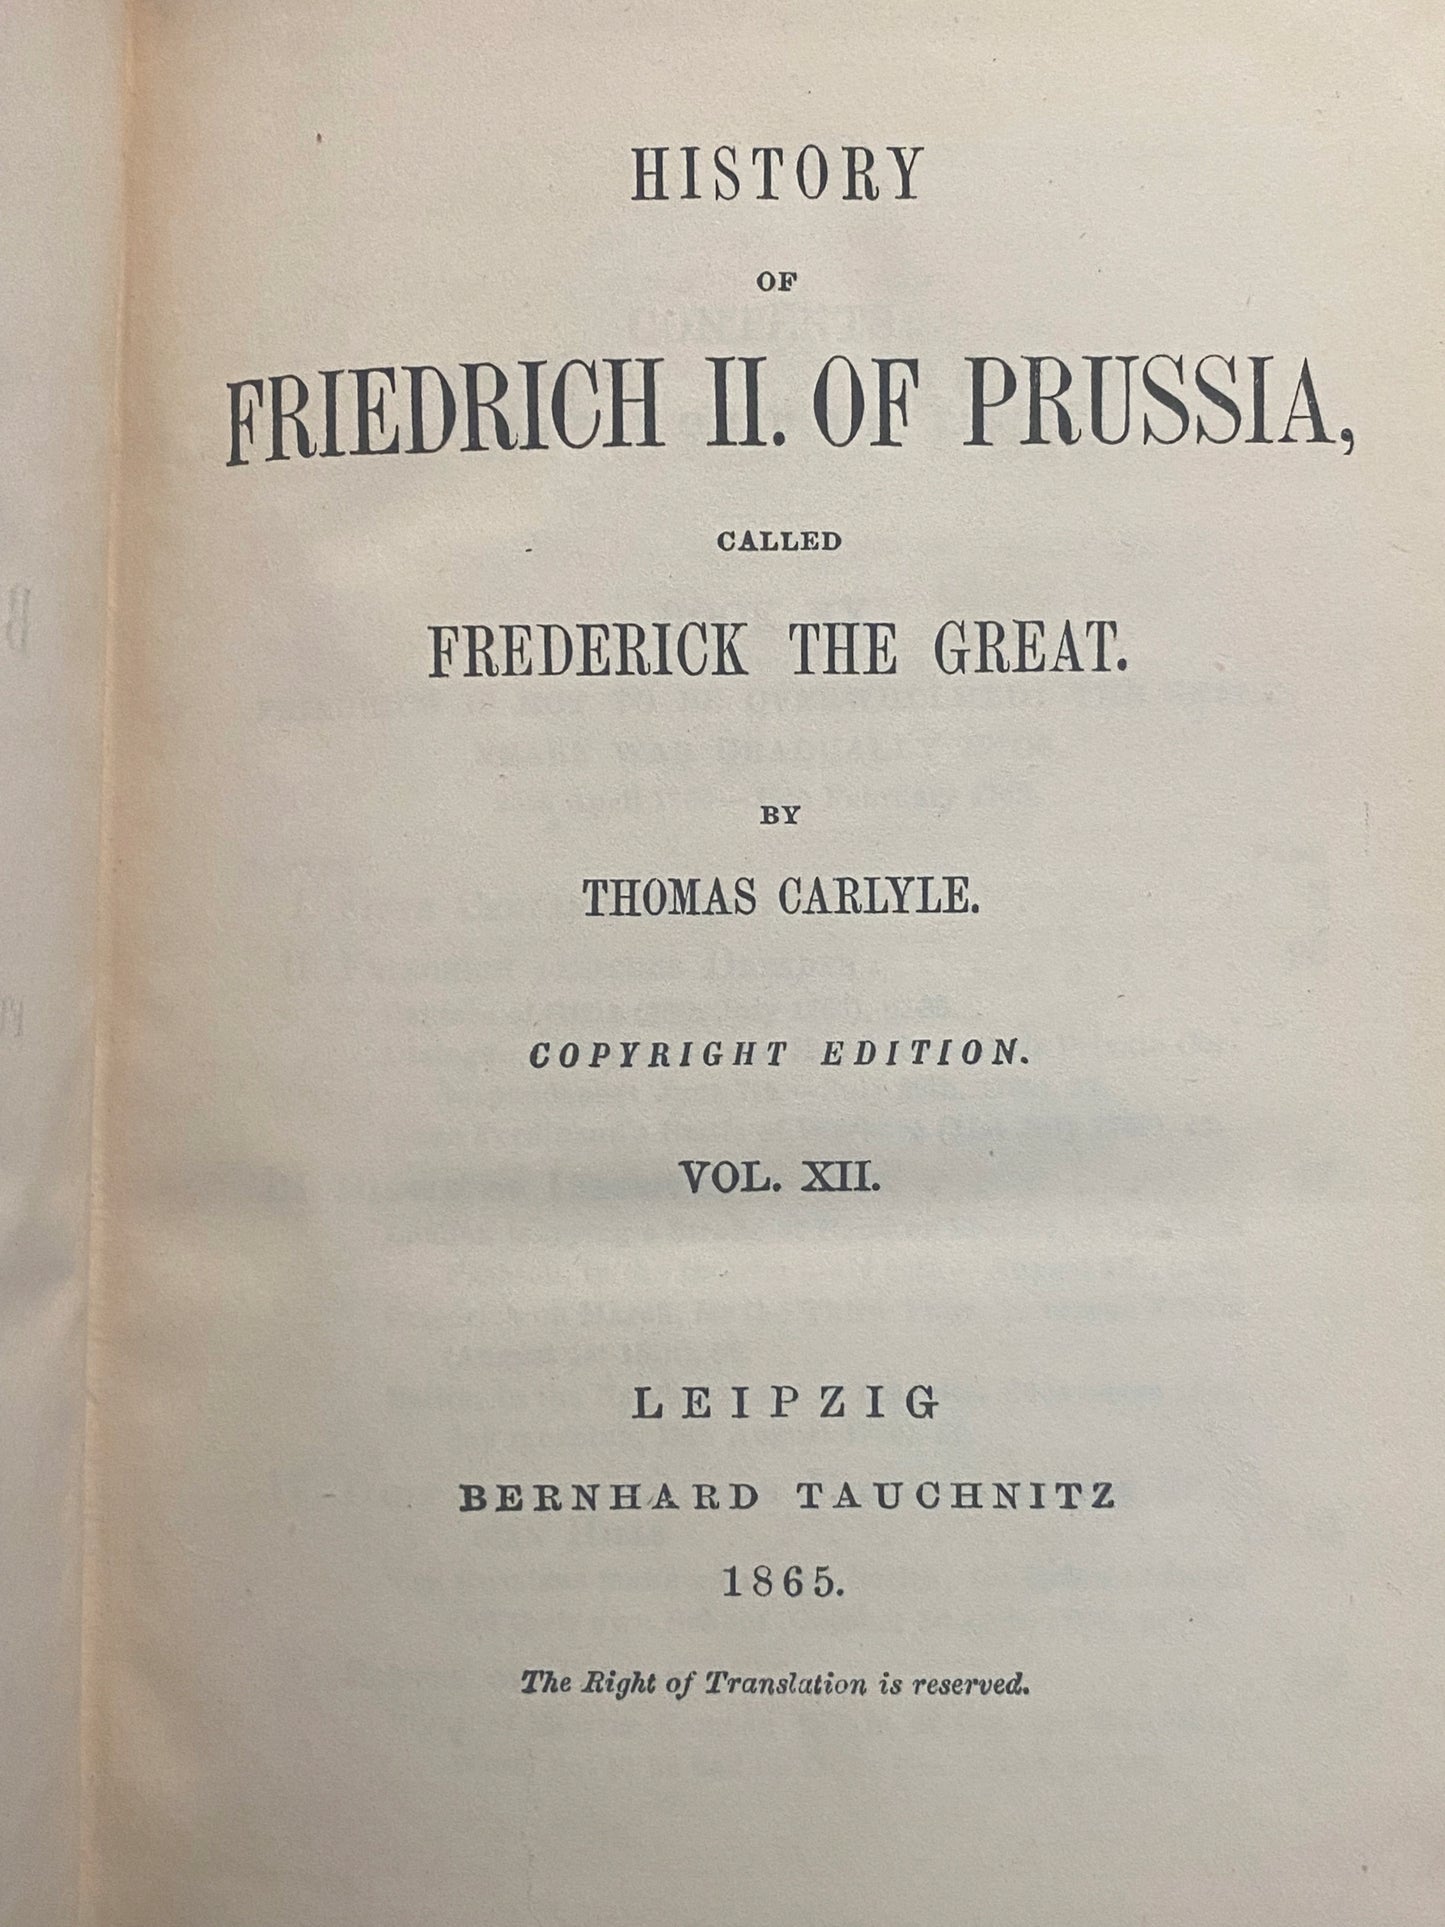 HISTORY
OF
FRIEDRICH II. OF PRUSSIA,
CALLED
FREDERICK THE GREAT.
BY
THOMAS CARLYLE.
COPYRIGHT EDITION.
VOL. XII.
LEIPZIG
BERNHARD TAUCHNITZ
1865.
The Right of Translation is reserved.